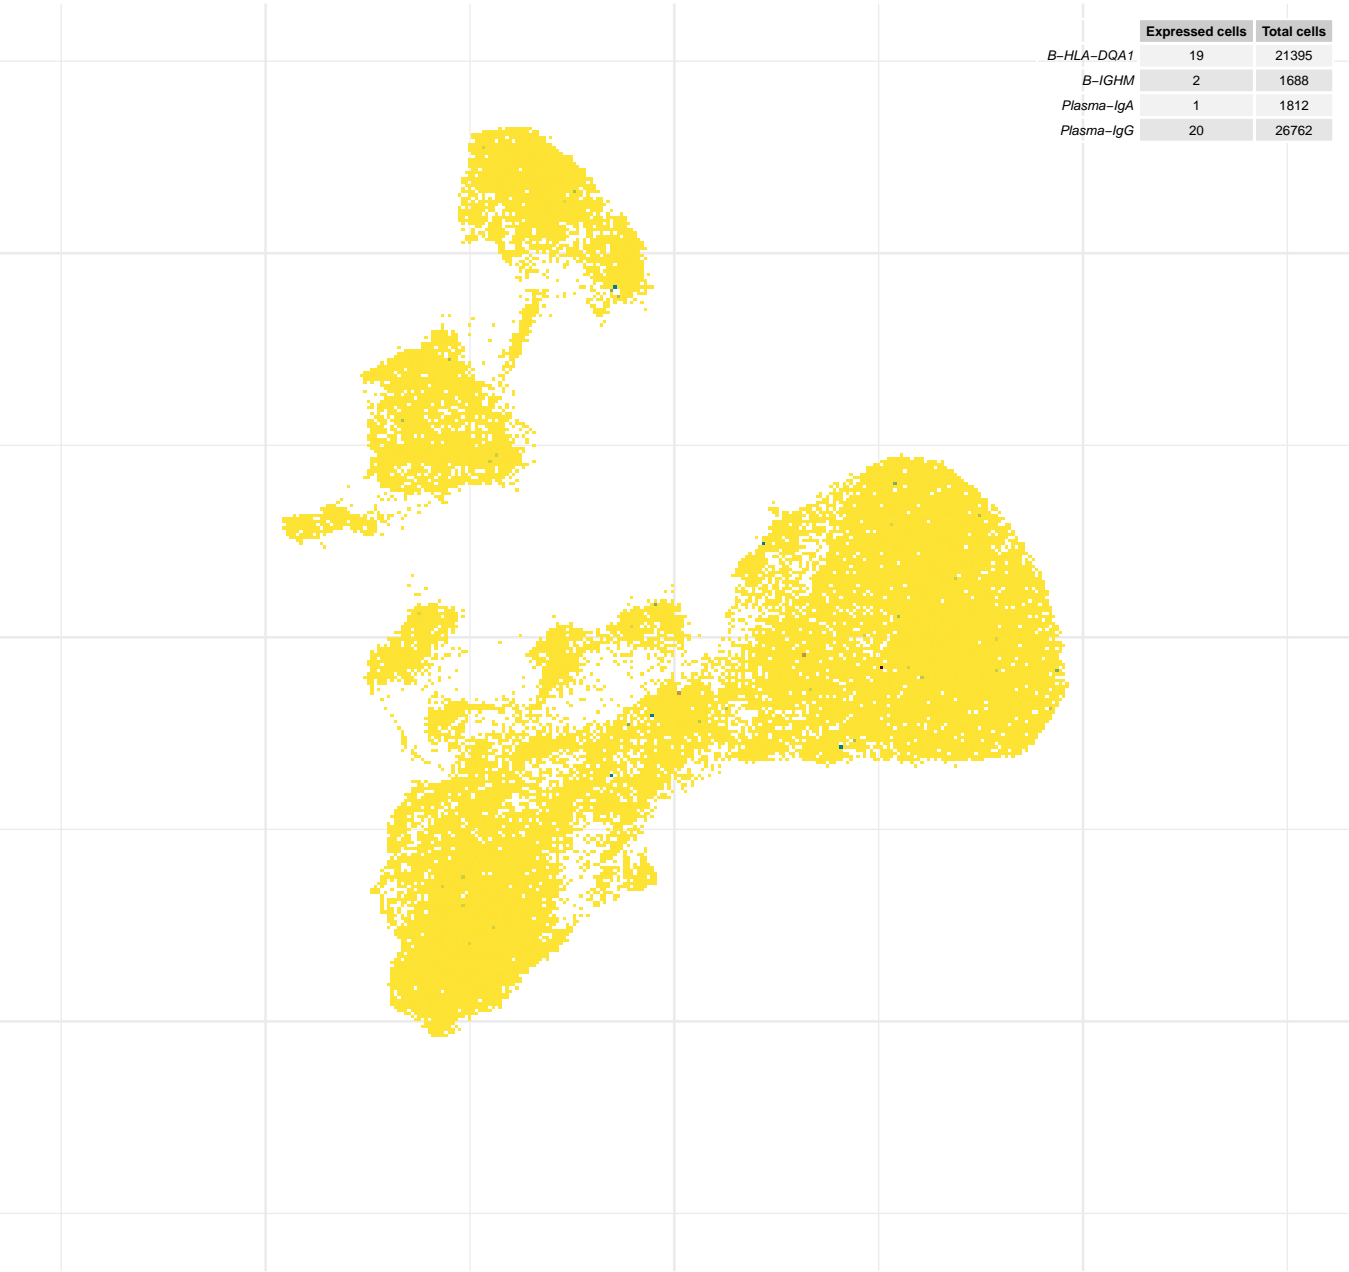 Expressed cells Total cells
B−HLA−DQA1 19 21395
B−IGHM 2 1688
Plasma−IgA 1 1812
Plasma−IgG 20 26762